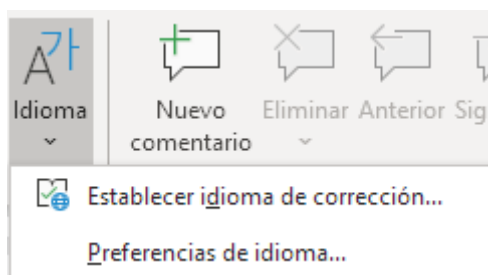 Idioma
Nuevo
comentario
Eliminar
Anterior
Establecer idioma de corrección...
Preferencias de idioma...